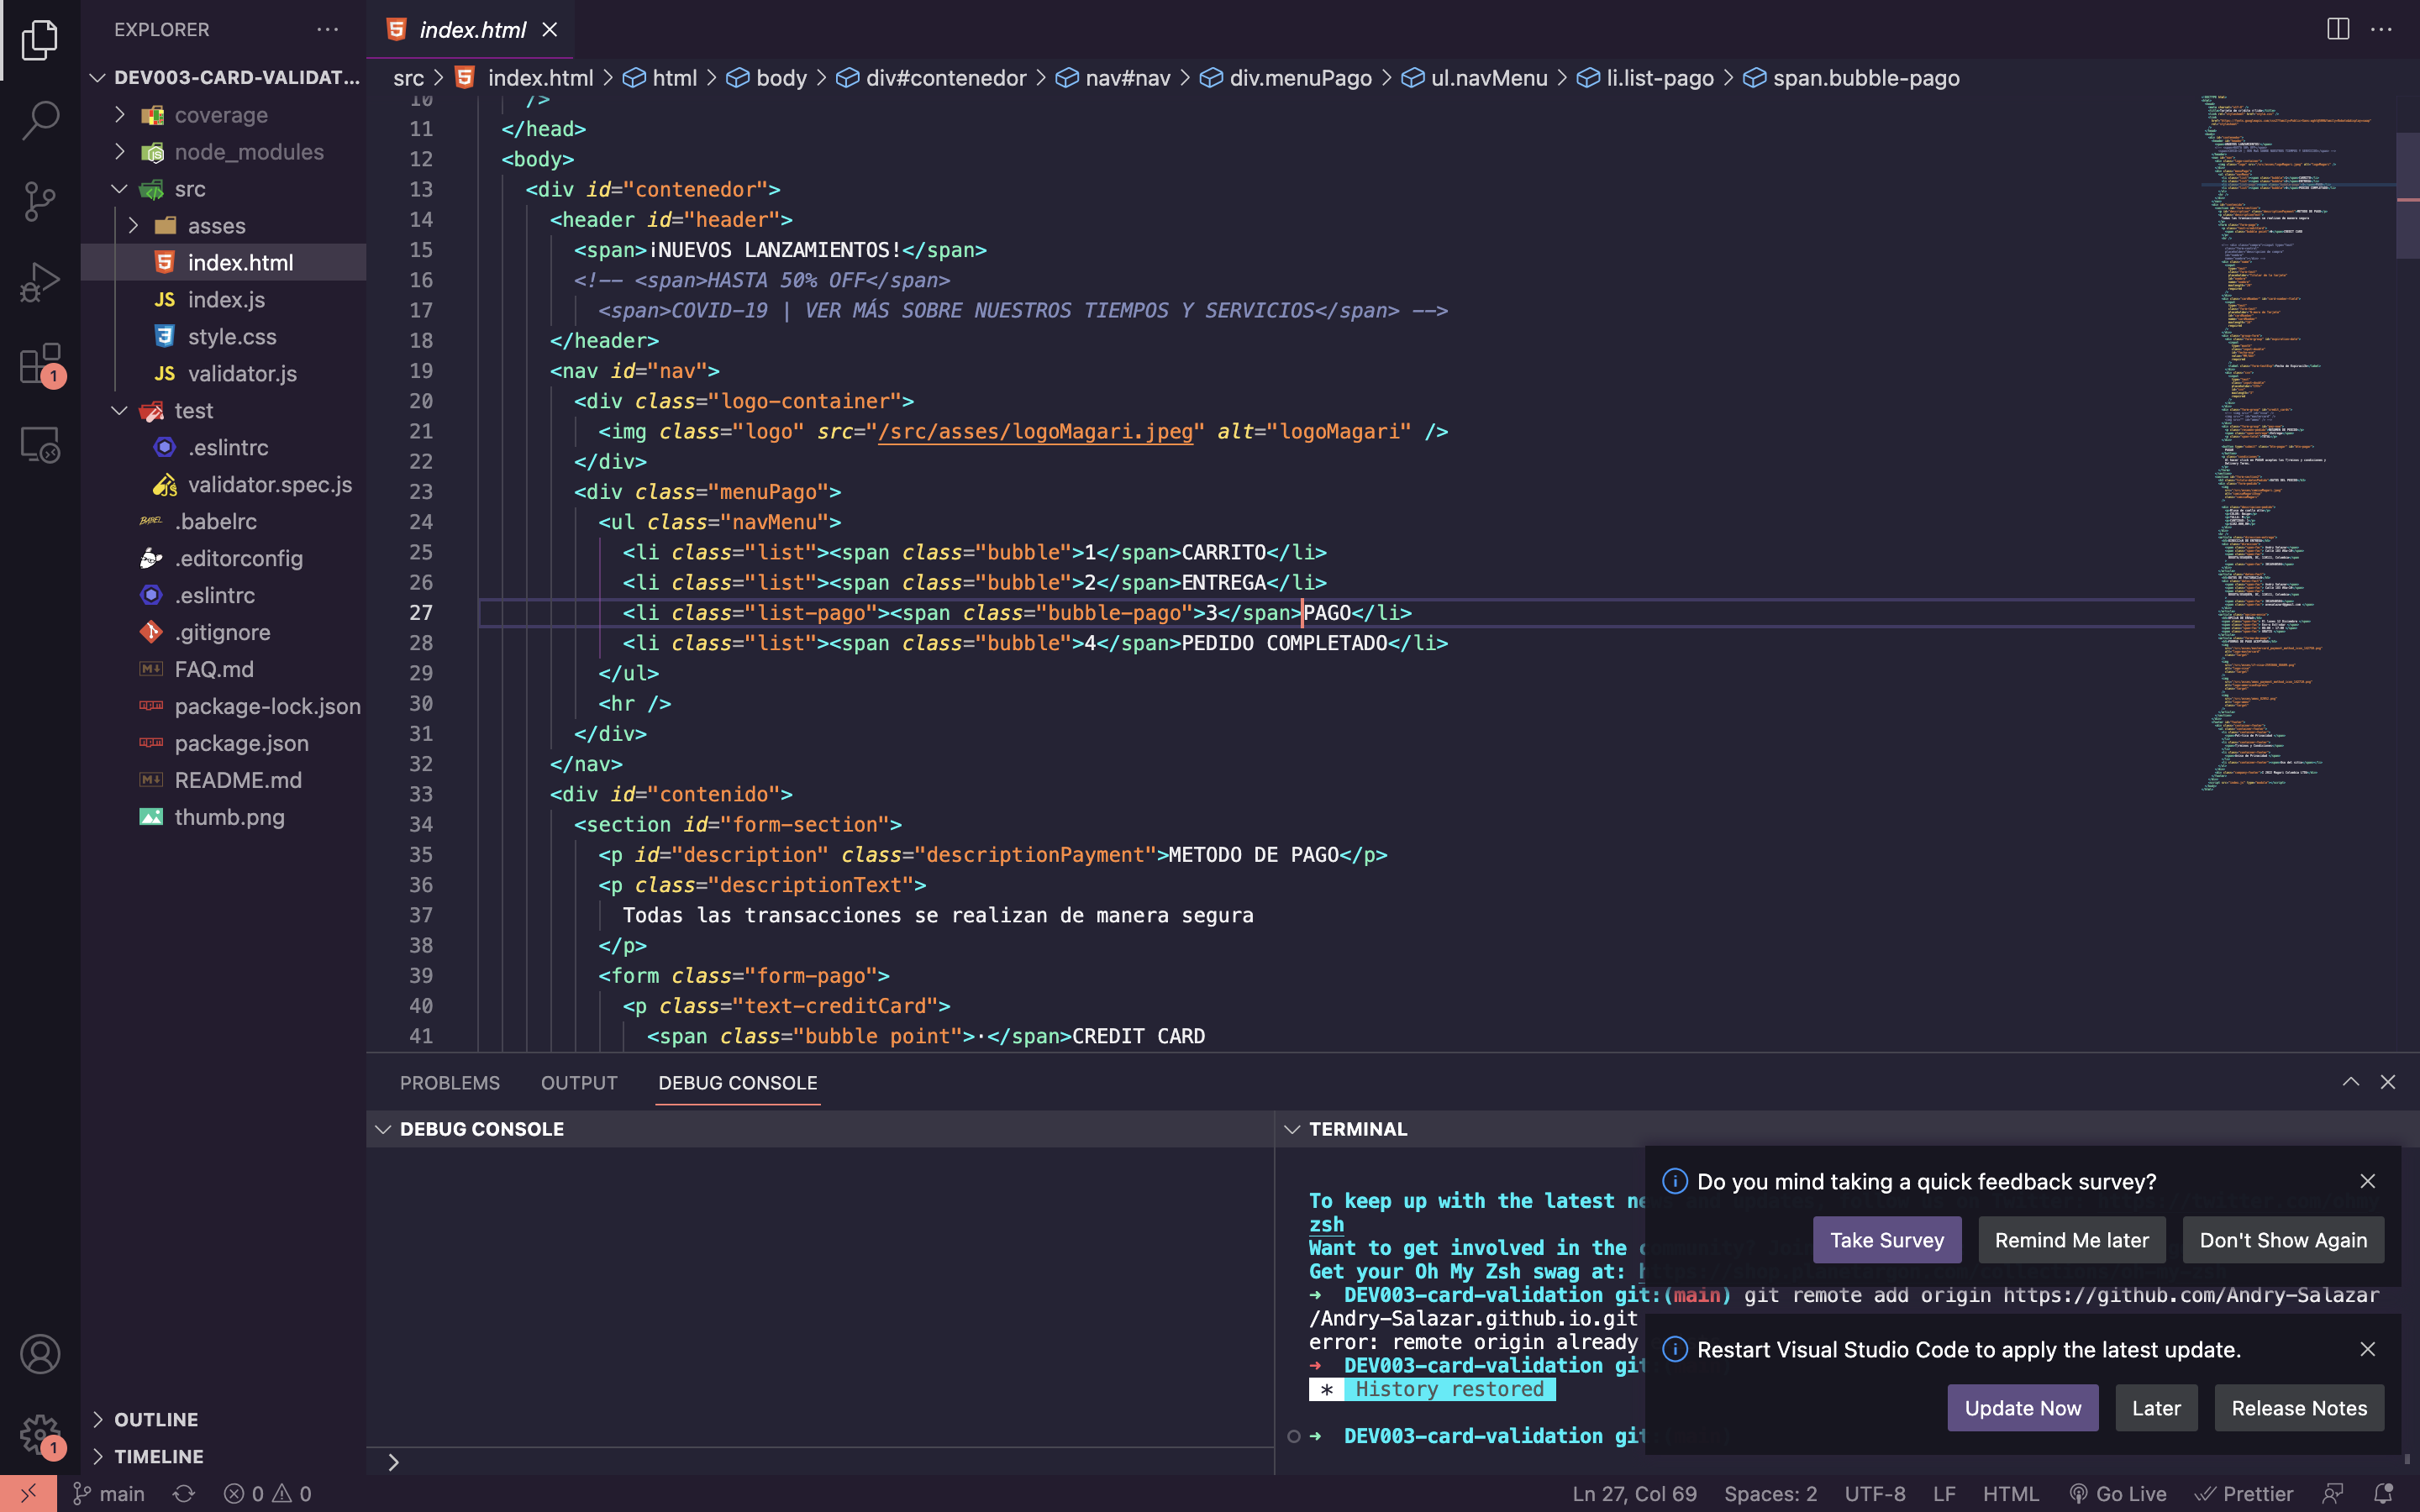 EXPLORER
DEV003-CARD-VALIDAT...
coverage
node_modules
src
asses
index.html
index.js
style.css
validator.js
test
.eslintrc
validator.spec.js
.babelrc
.editorconfig
.eslintrc
.gitignore
FAQ.md
package-lock.json
package.json
README.md
thumb.png
OUTLINE
TIMELINE
1
1
index.html
src > index.html > html > body > div#contenedor > nav#nav > div.menuPago > ul.navMenu > li.list-pago > span.bubble-pago
10 />
11 </head>
12 <body>
13 <div id="contenedor">
14 <header id="header">
15 <span>¡NUEVOS LANZAMIENTOS!</span>
16 <!-- <span>HASTA 50% OFF</span>
17 <span>COVID-19 | VER MÁS SOBRE NUESTROS TIEMPOS Y SERVICIOS</span> -->
18 </header>
19 <nav id="nav">
20 <div class="logo-container">
21 <img class="logo" src="/src/asses/logoMagari.jpeg" alt="logoMagari" />
22 </div>
23 <div class="menuPago">
24 <ul class="navMenu">
25 <li class="list"><span class="bubble">1</span>CARRITO</li>
26 <li class="list"><span class="bubble">2</span>ENTREGA</li>
27 <li class="list-pago"><span class="bubble-pago">3</span>PAGO</li>
28 <li class="list"><span class="bubble">4</span>PEDIDO COMPLETADO</li>
29 </ul>
30 <hr />
31 </div>
32 </nav>
33 <div id="contenido">
34 <section id="form-section">
35 <p id="description" class="descriptionPayment">METODO DE PAGO</p>
36 <p class="descriptionText">
37 Todas las transacciones se realizan de manera segura
38 </p>
39 <form class="form-pago">
40 <p class="text-creditCard">
41 <span class="bubble point">·</span>CREDIT CARD
PROBLEMS OUTPUT DEBUG CONSOLE
DEBUG CONSOLE
>
TERMINAL
To keep up with the latest
zsh
Want to get involved in the
Get your Oh My Zsh swag at:
➜ DEV003-card-validation git:(main) git remote add origin https://github.com/Andry-Salazar
/Andry-Salazar.github.io.git
error: remote origin already
➜ DEV003-card-validation git
* History restored
➜ DEV003-card-validation git
Do you mind taking a quick feedback survey?
Take Survey Remind Me later Don't Show Again
Restart Visual Studio Code to apply the latest update.
Update Now Later Release Notes
main 0 0 Ln 27, Col 69 Spaces: 2 UTF-8 LF HTML Go Live Prettier